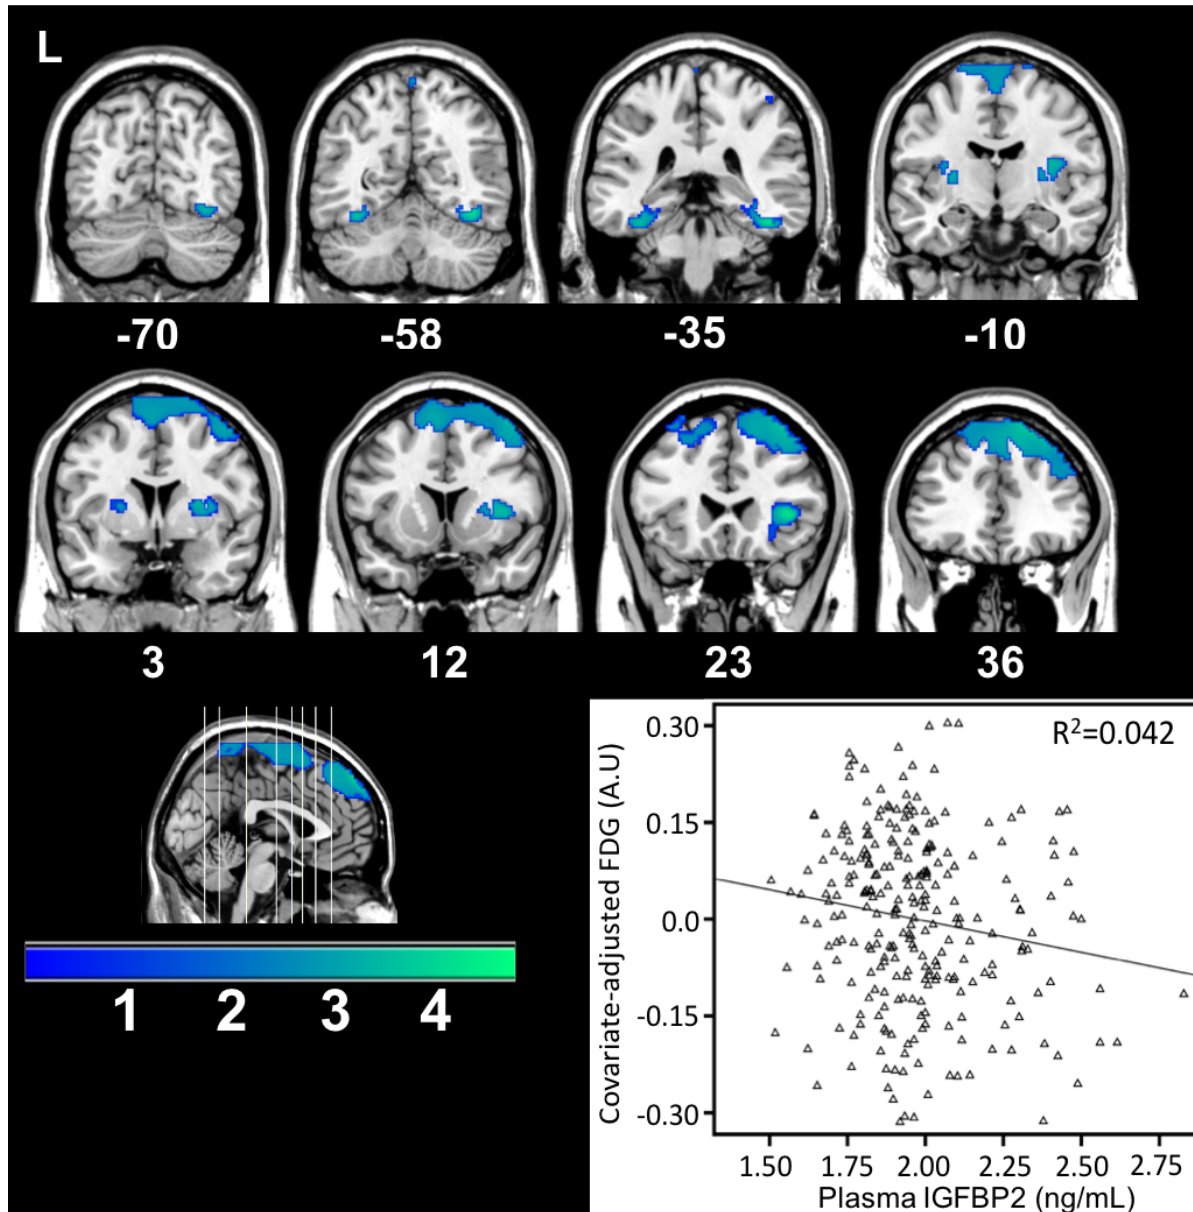 L
-70 -58 -35 -10
3 12 23 36
1 2 3 4
R²=0.042
Covariate-adjusted FDG (A.U)
0.30
0.15
0.0
-0.15
-0.30
1.50 1.75 2.00 2.25 2.50 2.75
Plasma IGFBP2 (ng/mL)